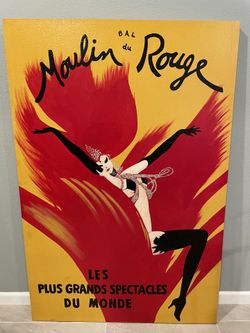 BAL
du
Moulin Rouge
LES
PLUS GRANDS SPECTACLES
DU MONDE